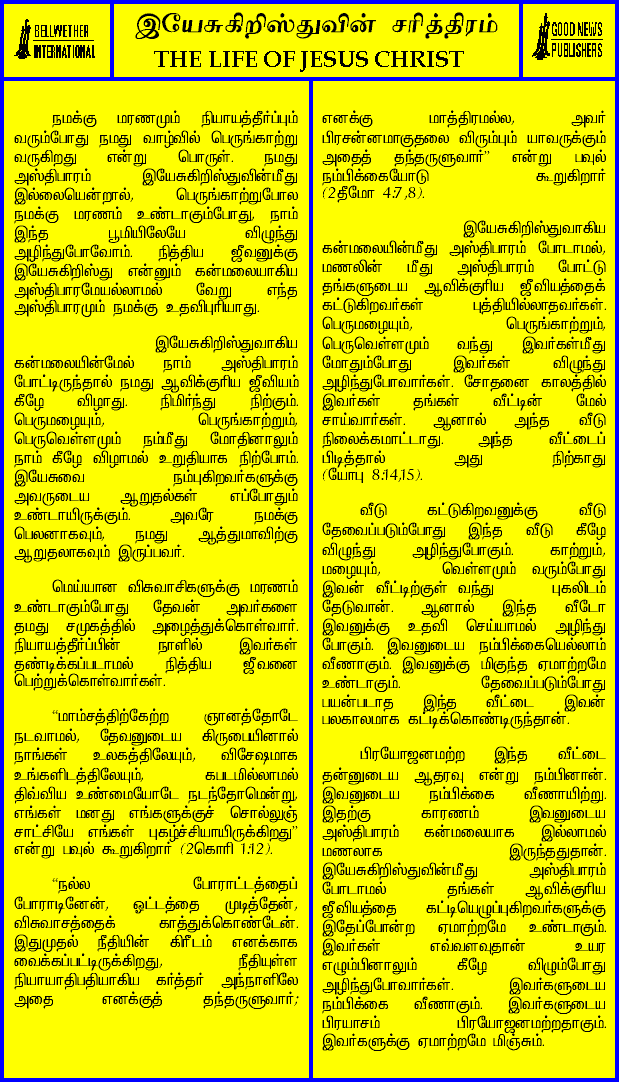 BELLWETHER
INTERNATIONAL
இயேசுகிறிஸ்துவின் சரித்திரம்
THE LIFE OF JESUS CHRIST
GOOD NEWS
PUBLISHERS
நமக்கு மரணமும் நியாயத்தீர்ப்பும்
வரும்போது நமது வாழ்வில் பெருங்காற்று
வருகிறது என்று பொருள். நமது
அஸ்திபாரம் இயேசுகிறிஸ்துவின்மீது
இல்லையென்றால், பெருங்காற்றுபோல
நமக்கு மரணம் உண்டாகும்போது, நாம்
இந்த பூமியிலேயே விழுந்து
அழிந்துபோவோம். நித்திய ஜீவனுக்கு
இயேசுகிறிஸ்து என்னும் கன்மலையாகிய
அஸ்திபாரமேயல்லாமல் வேறு எந்த
அஸ்திபாரமும் நமக்கு உதவிபுரியாது.
இயேசுகிறிஸ்துவாகிய
கன்மலையின்மேல் நாம் அஸ்திபாரம்
போட்டிருந்தால் நமது ஆவிக்குரிய ஜீவியம்
கீழே விழாது. நிமிர்ந்து நிற்கும்.
பெருமழையும், பெருங்காற்றும்,
பெருவெள்ளமும் நம்மீது மோதினாலும்
நாம் கீழே விழாமல் உறுதியாக நிற்போம்.
இயேசுவை நம்புகிறவர்களுக்கு
அவருடைய ஆறுதல்கள் எப்போதும்
உண்டாயிருக்கும். அவரே நமக்கு
பெலனாகவும், நமது ஆத்துமாவிற்கு
ஆறுதலாகவும் இருப்பவர்.
மெய்யான விசுவாசிகளுக்கு மரணம்
உண்டாகும்போது தேவன் அவர்களை
தமது சமுகத்தில் அழைத்துக்கொள்வார்.
நியாயத்தீர்ப்பின் நாளில் இவர்கள்
தண்டிக்கப்படாமல் நித்திய ஜீவனை
பெற்றுக்கொள்வார்கள்.
“மாம்சத்திற்கேற்ற ஞானத்தோடே
நடவாமல், தேவனுடைய கிருபையினால்
நாங்கள் உலகத்திலேயும், விசேஷமாக
உங்களிடத்திலேயும், கபடமில்லாமல்
திவ்விய உண்மையோடே நடந்தோமென்று,
எங்கள் மனது எங்களுக்குச் சொல்லுஞ்
சாட்சியே எங்கள் புகழ்ச்சியாயிருக்கிறது”
என்று பவுல் கூறுகிறார் (2கொரி 1:12).
“நல்ல போராட்டத்தைப்
போராடினேன், ஓட்டத்தை முடித்தேன்,
விசுவாசத்தைக் காத்துக்கொண்டேன்.
இதுமுதல் நீதியின் கிரீடம் எனக்காக
வைக்கப்பட்டிருக்கிறது, நீதியுள்ள
நியாயாதிபதியாகிய கர்த்தர் அந்நாளிலே
அதை எனக்குத் தந்தருளுவார்;
எனக்கு மாத்திரமல்ல, அவர்
பிரசன்னமாகுதலை விரும்பும் யாவருக்கும்
அதைத் தந்தருளுவார்” என்று பவுல்
நம்பிக்கையோடு கூறுகிறார்
(2தீமோ 4:7,8).
இயேசுகிறிஸ்துவாகிய
கன்மலையின்மீது அஸ்திபாரம் போடாமல்,
மணலின் மீது அஸ்திபாரம் போட்டு
தங்களுடைய ஆவிக்குரிய ஜீவியத்தைக்
கட்டுகிறவர்கள் புத்தியில்லாதவர்கள்.
பெருமழையும், பெருங்காற்றும்,
பெருவெள்ளமும் வந்து இவர்கள்மீது
மோதும்போது இவர்கள் விழுந்து
அழிந்துபோவார்கள். சோதனை காலத்தில்
இவர்கள் தங்கள் வீட்டின் மேல்
சாய்வார்கள். ஆனால் அந்த வீடு
நிலைக்கமாட்டாது. அந்த வீட்டைப்
பிடித்தால் அது நிற்காது
(யோபு 8:14,15).
வீடு கட்டுகிறவனுக்கு வீடு
தேவைப்படும்போது இந்த வீடு கீழே
விழுந்து அழிந்துபோகும். காற்றும்,
மழையும், வெள்ளமும் வரும்போது
இவன் வீட்டிற்குள் வந்து புகலிடம்
தேடுவான். ஆனால் இந்த வீடோ
இவனுக்கு உதவி செய்யாமல் அழிந்து
போகும். இவனுடைய நம்பிக்கையெல்லாம்
வீணாகும். இவனுக்கு மிகுந்த ஏமாற்றமே
உண்டாகும். தேவைப்படும்போது
பயன்படாத இந்த வீட்டை இவன்
பலகாலமாக கட்டிக்கொண்டிருந்தான்.
பிரயோஜனமற்ற இந்த வீட்டை
தன்னுடைய ஆதரவு என்று நம்பினான்.
இவனுடைய நம்பிக்கை வீணாயிற்று.
இதற்கு காரணம் இவனுடைய
அஸ்திபாரம் கன்மலையாக இல்லாமல்
மணலாக இருந்ததுதான்.
இயேசுகிறிஸ்துவின்மீது அஸ்திபாரம்
போடாமல் தங்கள் ஆவிக்குரிய
ஜீவியத்தை கட்டியெழுப்புகிறவர்களுக்கு
இதேப்போன்ற ஏமாற்றமே உண்டாகும்.
இவர்கள் எவ்வளவுதான் உயர
எழும்பினாலும் கீழே விழும்போது
அழிந்துபோவார்கள். இவர்களுடைய
நம்பிக்கை வீணாகும். இவர்களுடைய
பிரயாசம் பிரயோஜனமற்றதாகும்.
இவர்களுக்கு ஏமாற்றமே மிஞ்சும்.